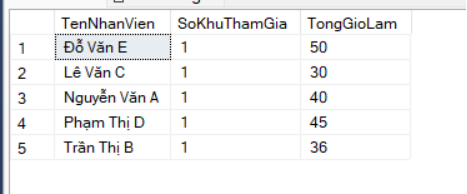 TenNhanVien SoKhuThamGia TongGioLam
1 Đỗ Văn E 1 50
2 Lê Văn C 1 30
3 Nguyễn Văn A 1 40
4 Phạm Thị D 1 45
5 Trần Thị B 1 36